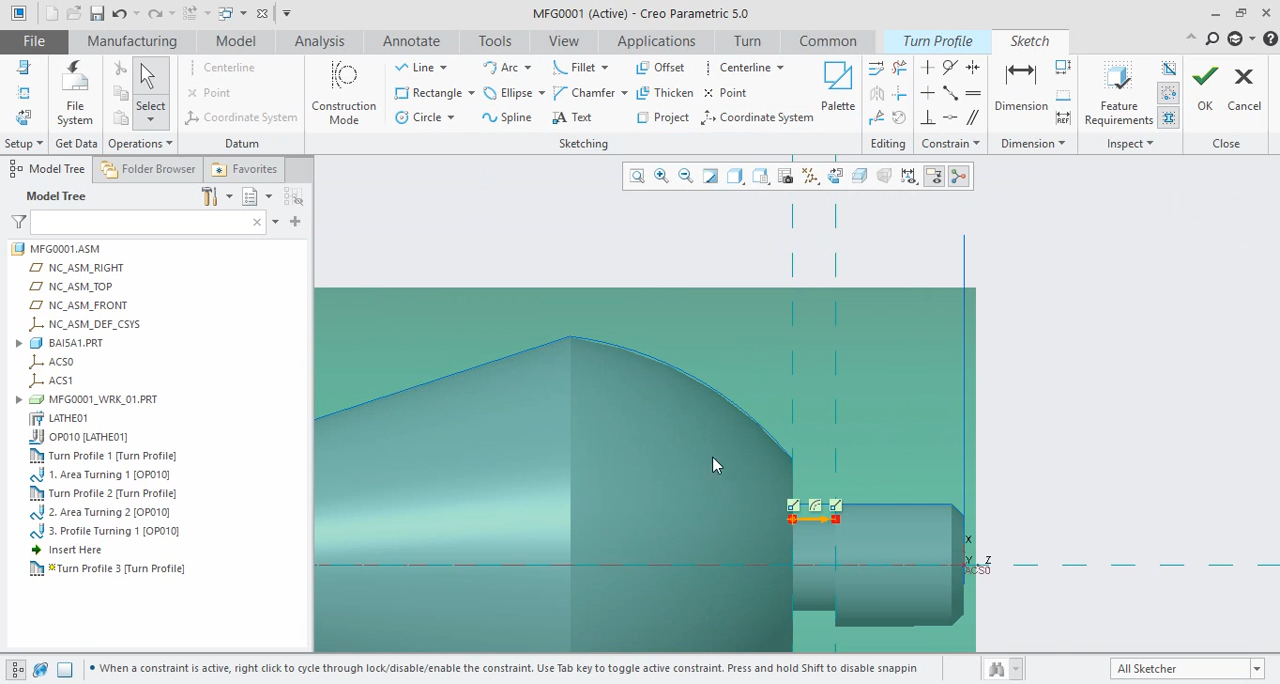 MFG0001 (Active) - Creo Parametric 5.0
File Manufacturing Model Analysis Annotate Tools View Applications Turn Common Turn Profile Sketch
Centerline Line Arc Fillet Offset Centerline
Point Rectangle Ellipse Chamfer Thicken Point
File System Select Coordinate System Construction Mode Circle Spline Text Project Coordinate System Palette Dimension REF Feature Requirements OK Cancel
Setup Get Data Operations Datum Sketching Editing Constrain Dimension Inspect Close
Model Tree Folder Browser Favorites
Model Tree
MFG0001.ASM
NC_ASM_RIGHT
NC_ASM_TOP
NC_ASM_FRONT
NC_ASM_DEF_CSYS
BAI5A1.PRT
ACS0
ACS1
MFG0001_WRK_01.PRT
LATHE01
OP010 [LATHE01]
Turn Profile 1 [Turn Profile]
1. Area Turning 1 [OP010]
Turn Profile 2 [Turn Profile]
2. Area Turning 2 [OP010]
3. Profile Turning 1 [OP010]
Insert Here
Turn Profile 3 [Turn Profile]
X
Y Z
ACS0
• When a constraint is active, right click to cycle through lock/disable/enable the constraint. Use Tab key to toggle active constraint. Press and hold Shift to disable snappin
All Sketcher